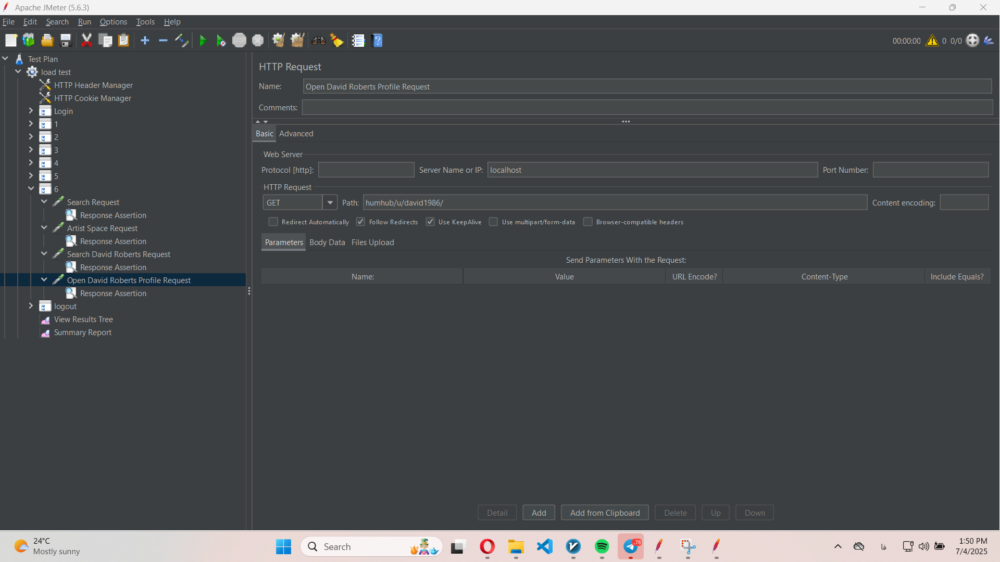 Apache JMeter (5.6.3)
File Edit Search Run Options Tools Help
00:00:00 0 0/0
Test Plan
load test
HTTP Header Manager
HTTP Cookie Manager
Login
1
2
3
4
5
6
Search Request
Response Assertion
Artist Space Request
Response Assertion
Search David Roberts Request
Response Assertion
Open David Roberts Profile Request
Response Assertion
logout
View Results Tree
Summary Report
HTTP Request
Name: Open David Roberts Profile Request
Comments:
Basic Advanced
Web Server
Protocol [http]: Server Name or IP: localhost Port Number:
HTTP Request
GET Path: humhub/u/david1986/ Content encoding:
Redirect Automatically Follow Redirects Use KeepAlive Use multipart/form-data Browser-compatible headers
Parameters Body Data Files Upload
Send Parameters With the Request:
Name: Value URL Encode? Content-Type Include Equals?
Detail Add Add from Clipboard Delete Up Down
24°C
Mostly sunny
Search
78
فا
1:50 PM
7/4/2025